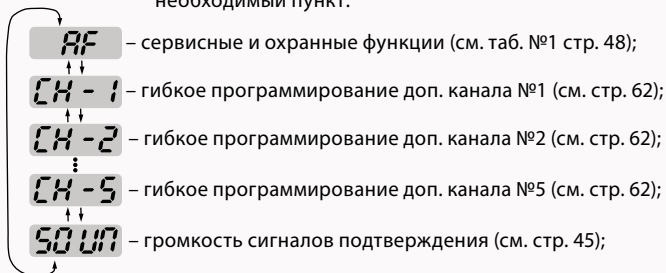 необходимый пункт.
AF – сервисные и охранные функции (см. таб. №1 стр. 48);
CH - 1 – гибкое программирование доп. канала №1 (см. стр. 62);
CH - 2 – гибкое программирование доп. канала №2 (см. стр. 62);
CH - 5 – гибкое программирование доп. канала №5 (см. стр. 62);
SOUN – громкость сигналов подтверждения (см. стр. 45);